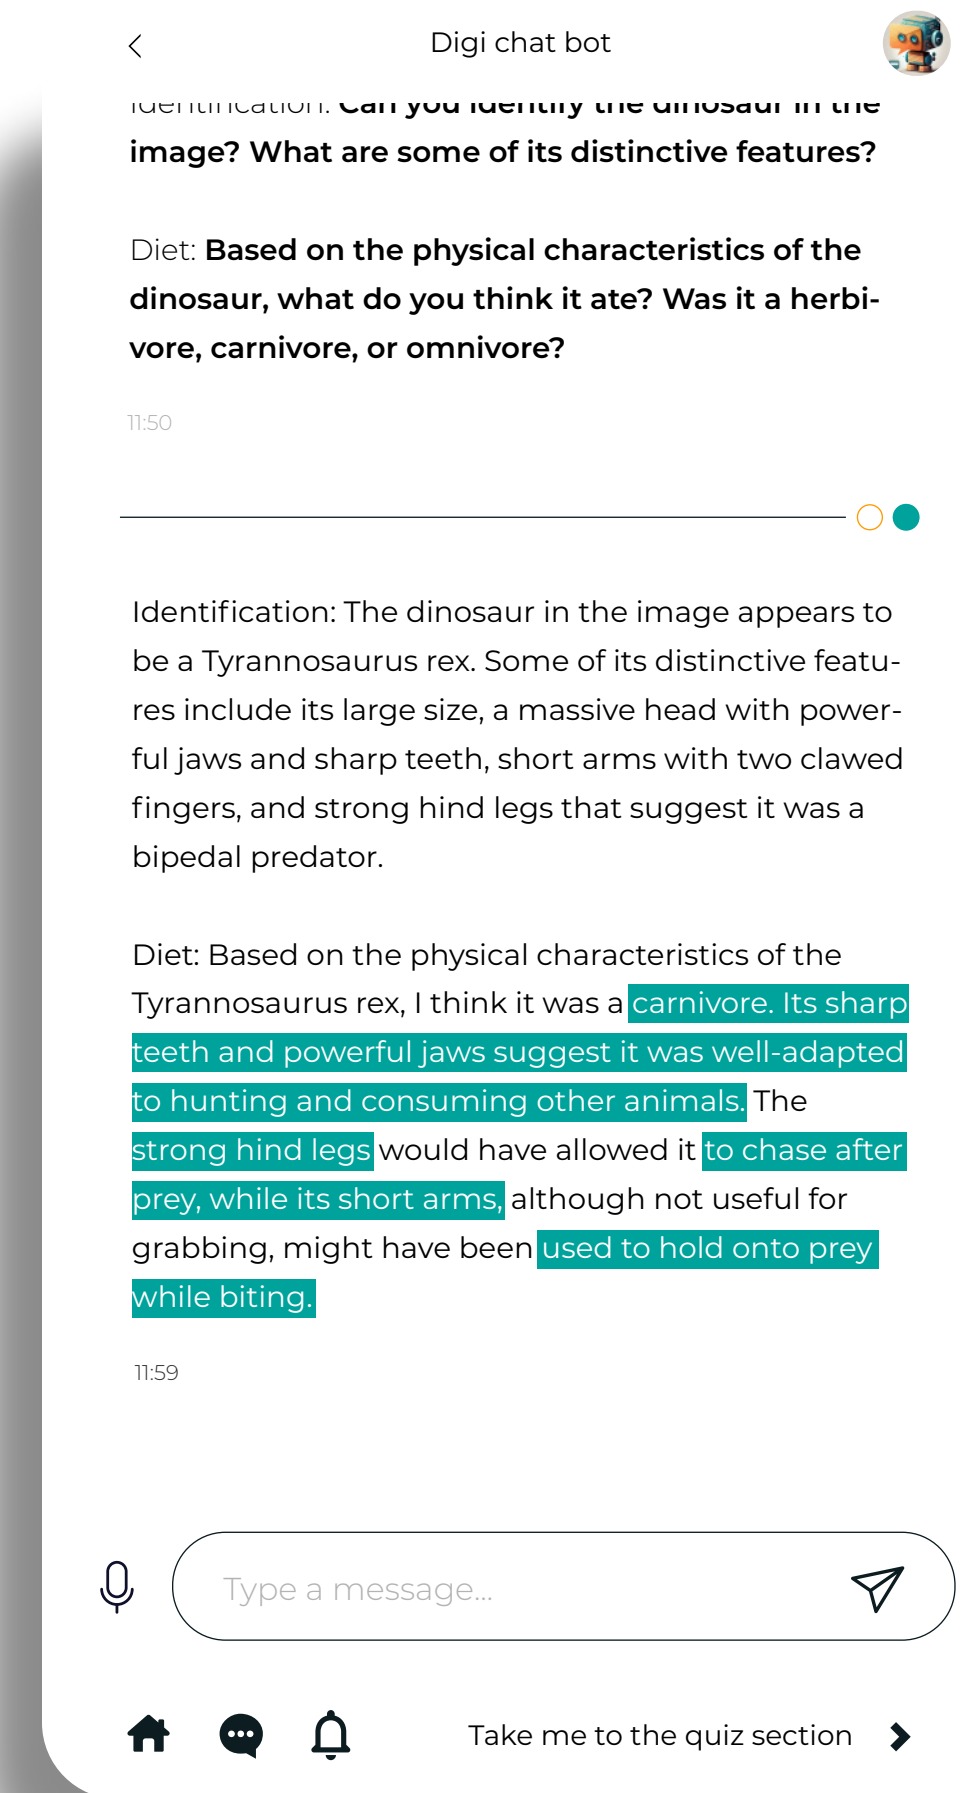 Digi chat bot
Identification: Can you identify the dinosaur in the
image? What are some of its distinctive features?
Diet: Based on the physical characteristics of the
dinosaur, what do you think it ate? Was it a herbi-
vore, carnivore, or omnivore?
11:50
Identification: The dinosaur in the image appears to
be a Tyrannosaurus rex. Some of its distinctive featu-
res include its large size, a massive head with power-
ful jaws and sharp teeth, short arms with two clawed
fingers, and strong hind legs that suggest it was a
bipedal predator.
Diet: Based on the physical characteristics of the
Tyrannosaurus rex, I think it was a carnivore. Its sharp
teeth and powerful jaws suggest it was well-adapted
to hunting and consuming other animals. The
strong hind legs would have allowed it to chase after
prey, while its short arms, although not useful for
grabbing, might have been used to hold onto prey
while biting.
11:59
Type a message...
Take me to the quiz section